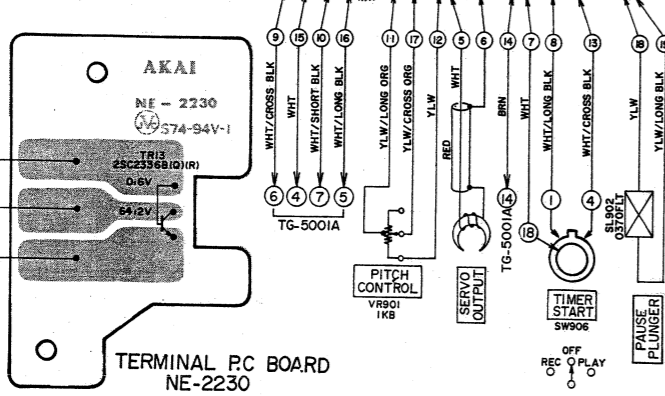 9 15 10 16 11 17 12 5 6 14 7 8 13 18
AKAI
NE - 2230
S74-94V-1
TR13
2SC2336B(Q)(R)
0.6V
64.2V
WHT/CROSS BLK
WHT
WHT/SHORT BLK
WHT/LONG BLK
YLW/LONG ORG
YLW/CROSS ORG
YLW
WHT
RED
BRN
WHT
WHT/LONG BLK
WHT/CROSS BLK
YLW
YLW/LONG BLK
6 4 7 5
TG-5001A
14
TG-5001A
1
4
18
SL902
0370FLT
PITCH
CONTROL
VR901
1KB
SERVO
OUTPUT
TIMER
START
SW906
OFF
REC PLAY
PAUSE
PLUNGER
TERMINAL P.C BOARD
NE-2230